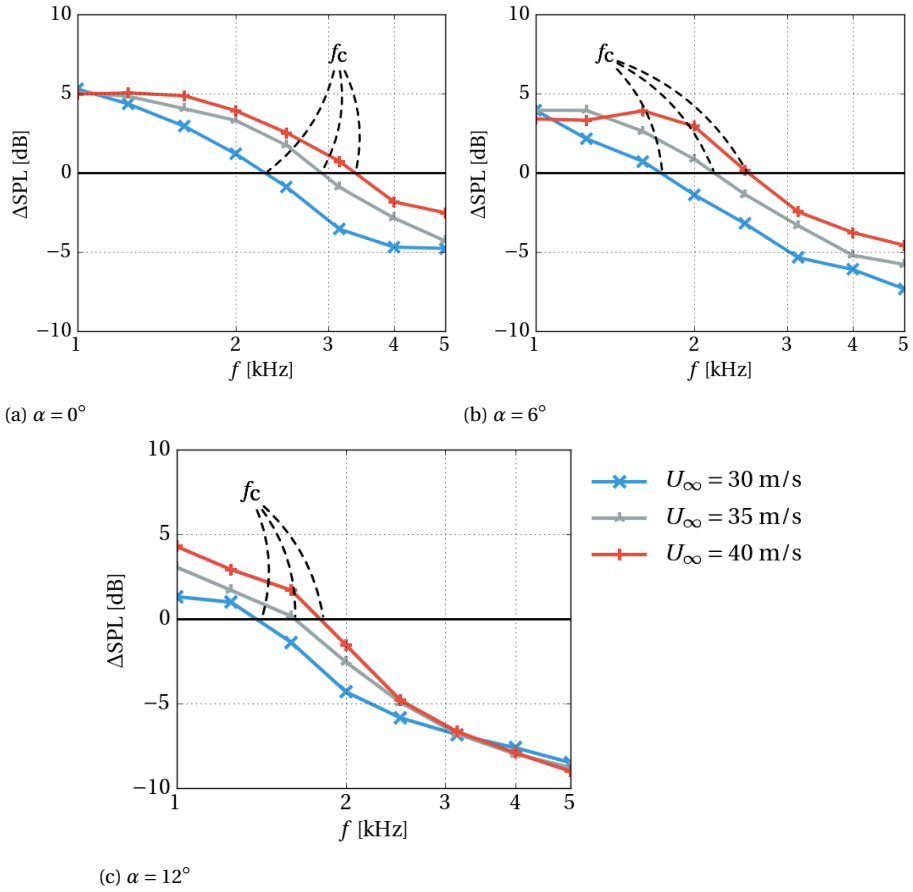 10
5
0
−5
−10
ΔSPL [dB]
fc
1 2 3 4 5
f [kHz]
(a) α = 0°
10
5
0
−5
−10
ΔSPL [dB]
fc
1 2 3 4 5
f [kHz]
(b) α = 6°
10
5
0
−5
−10
ΔSPL [dB]
fc
1 2 3 4 5
f [kHz]
U∞ = 30 m/s
U∞ = 35 m/s
U∞ = 40 m/s
(c) α = 12°